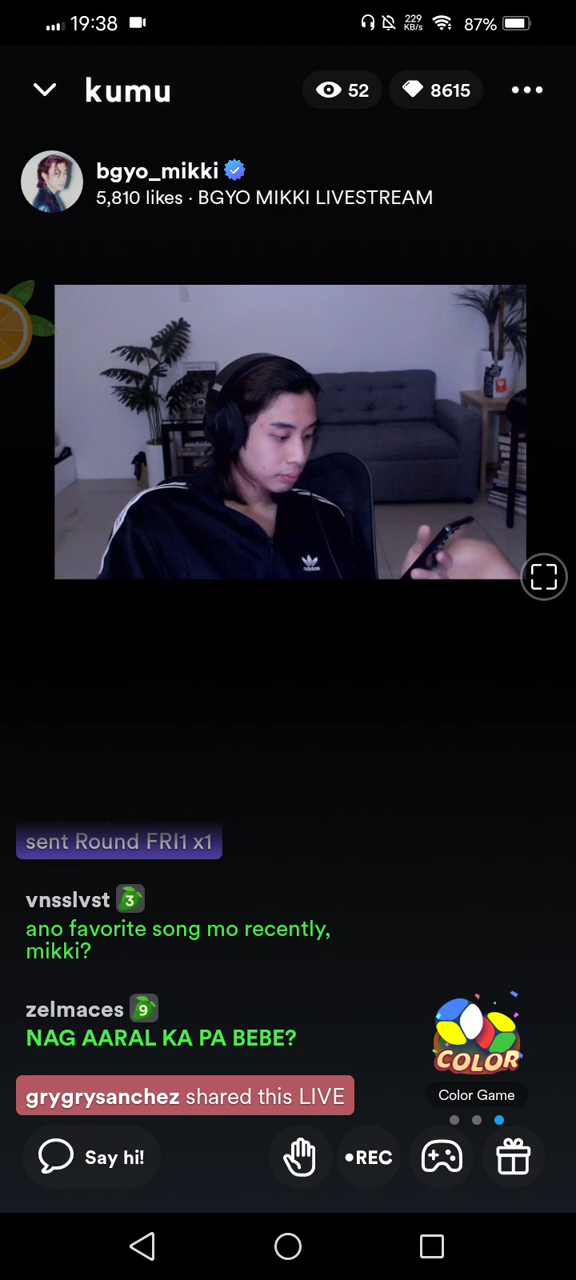 19:38
229
KB/s
87%
kumu
52
8615
bgyo_mikki
5,810 likes · BGYO MIKKI LIVESTREAM
adidas
sent Round FRI1 x1
vnsslvst 3
ano favorite song mo recently,
mikki?
zelmaces 9
NAG AARAL KA PA BEBE?
grygrysanchez shared this LIVE
COLOR
Color Game
Say hi!
•REC